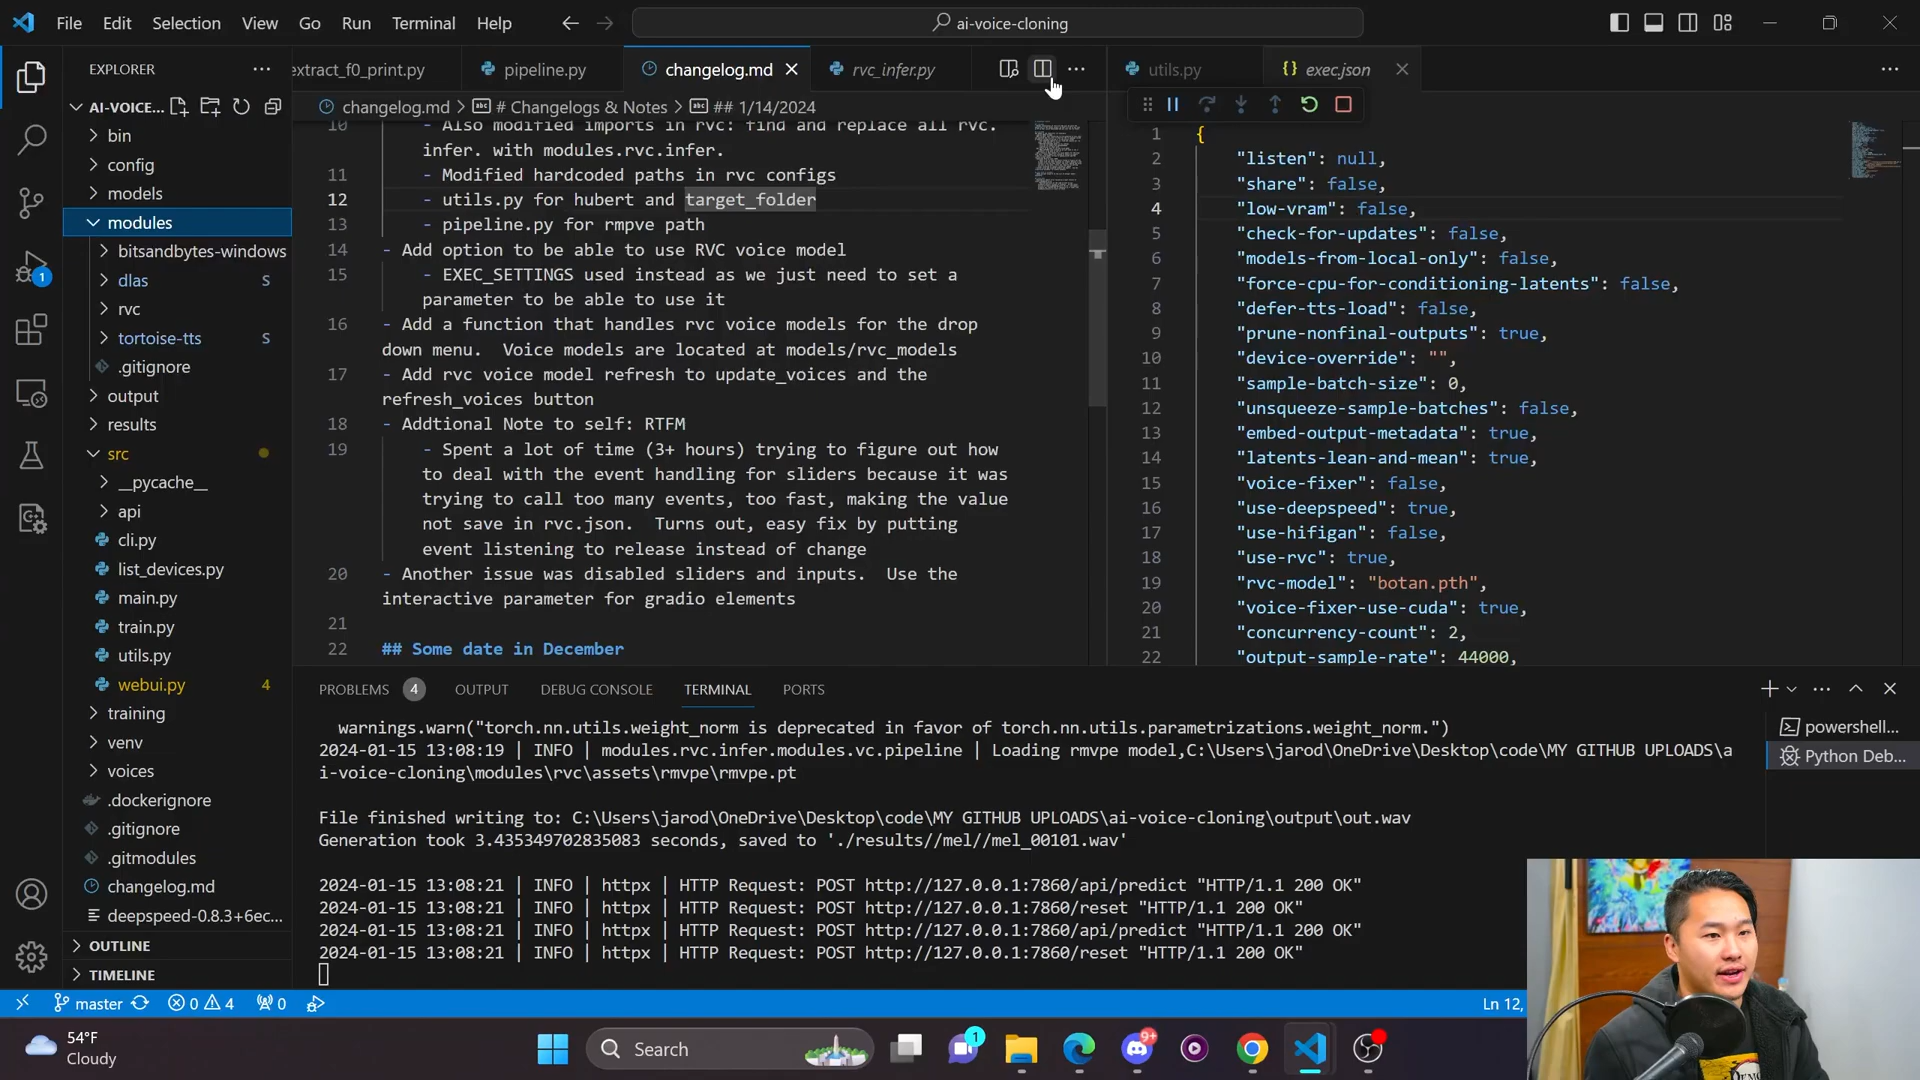 File Edit Selection View Go Run Terminal Help
ai-voice-cloning
EXPLORER
AI-VOICE...
bin
config
models
modules
bitsandbytes-windows
dlas S
rvc
tortoise-tts S
.gitignore
output
results
src
__pycache__
api
cli.py
list_devices.py
main.py
train.py
utils.py
webui.py 4
training
venv
voices
.dockerignore
.gitignore
.gitmodules
changelog.md
deepspeed-0.8.3+6ec...
OUTLINE
TIMELINE
1
extract_f0_print.py pipeline.py changelog.md rvc_infer.py
changelog.md > # Changelogs & Notes > ## 1/14/2024
10 - Also modified imports in rvc: find and replace all rvc.
infer. with modules.rvc.infer.
11 - Modified hardcoded paths in rvc configs
12 - utils.py for hubert and target_folder
13 - pipeline.py for rmpve path
14 - Add option to be able to use RVC voice model
15 - EXEC_SETTINGS used instead as we just need to set a
parameter to be able to use it
16 - Add a function that handles rvc voice models for the drop
down menu.  Voice models are located at models/rvc_models
17 - Add rvc voice model refresh to update_voices and the
refresh_voices button
18 - Addtional Note to self: RTFM
19 - Spent a lot of time (3+ hours) trying to figure out how
to deal with the event handling for sliders because it was
trying to call too many events, too fast, making the value
not save in rvc.json.  Turns out, easy fix by putting
event listening to release instead of change
20 - Another issue was disabled sliders and inputs.  Use the
interactive parameter for gradio elements
21
22 ## Some date in December
utils.py {} exec.json
1 {
2 "listen": null,
3 "share": false,
4 "low-vram": false,
5 "check-for-updates": false,
6 "models-from-local-only": false,
7 "force-cpu-for-conditioning-latents": false,
8 "defer-tts-load": false,
9 "prune-nonfinal-outputs": true,
10 "device-override": "",
11 "sample-batch-size": 0,
12 "unsqueeze-sample-batches": false,
13 "embed-output-metadata": true,
14 "latents-lean-and-mean": true,
15 "voice-fixer": false,
16 "use-deepspeed": true,
17 "use-hifigan": false,
18 "use-rvc": true,
19 "rvc-model": "botan.pth",
20 "voice-fixer-use-cuda": true,
21 "concurrency-count": 2,
22 "output-sample-rate": 44000,
PROBLEMS 4 OUTPUT DEBUG CONSOLE TERMINAL PORTS
warnings.warn("torch.nn.utils.weight_norm is deprecated in favor of torch.nn.utils.parametrizations.weight_norm.")
2024-01-15 13:08:19 | INFO | modules.rvc.infer.modules.vc.pipeline | Loading rmvpe model,C:\Users\jarod\OneDrive\Desktop\code\MY GITHUB UPLOADS\a
i-voice-cloning\modules\rvc\assets\rmvpe\rmvpe.pt
File finished writing to: C:\Users\jarod\OneDrive\Desktop\code\MY GITHUB UPLOADS\ai-voice-cloning\output\out.wav
Generation took 3.435349702835083 seconds, saved to './results//mel//mel_00101.wav'
2024-01-15 13:08:21 | INFO | httpx | HTTP Request: POST http://127.0.0.1:7860/api/predict "HTTP/1.1 200 OK"
2024-01-15 13:08:21 | INFO | httpx | HTTP Request: POST http://127.0.0.1:7860/reset "HTTP/1.1 200 OK"
2024-01-15 13:08:21 | INFO | httpx | HTTP Request: POST http://127.0.0.1:7860/api/predict "HTTP/1.1 200 OK"
2024-01-15 13:08:21 | INFO | httpx | HTTP Request: POST http://127.0.0.1:7860/reset "HTTP/1.1 200 OK"
powershell...
Python Deb...
master 0 4 0
Ln 12,
54°F
Cloudy
Search
1
9+